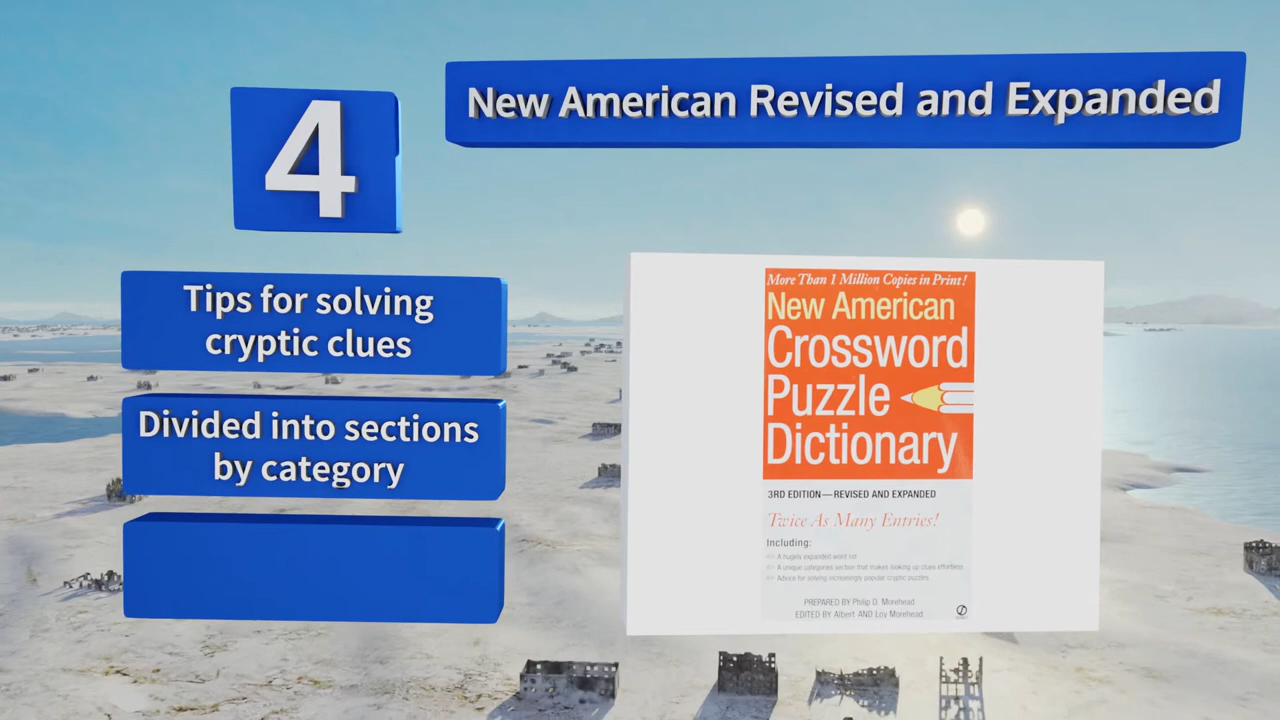 4
New American Revised and Expanded
Tips for solving
cryptic clues
Divided into sections
by category
More Than 1 Million Copies in Print!
New American
Crossword
Puzzle
Dictionary
3RD EDITION—REVISED AND EXPANDED
Twice As Many Entries!
Including:
A hugely expanded word list
A unique categories section that makes looking up clues effortless
Advice for solving increasingly popular cryptic puzzles
PREPARED BY Philip D. Morehead
EDITED BY Albert AND Loy Morehead